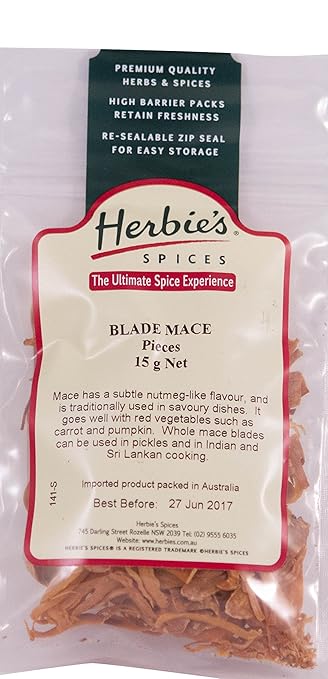 PREMIUM QUALITY
HERBS & SPICES
HIGH BARRIER PACKS
RETAIN FRESHNESS
RE-SEALABLE ZIP SEAL
FOR EASY STORAGE
Herbie's®
SPICES
The Ultimate Spice Experience
BLADE MACE
Pieces
15 g Net
Mace has a subtle nutmeg-like flavour, and
is traditionally used in savoury dishes. It
goes well with red vegetables such as
carrot and pumpkin. Whole mace blades
can be used in pickles and in Indian and
Sri Lankan cooking.
141-S
Imported product packed in Australia
Best Before: 27 Jun 2017
Herbie's Spices
745 Darling Street Rozelle NSW 2039 Tel: (02) 9555 6035
Website: www.herbies.com.au
HERBIE'S SPICES® IS A REGISTERED TRADEMARK ©HERBIE'S SPICES